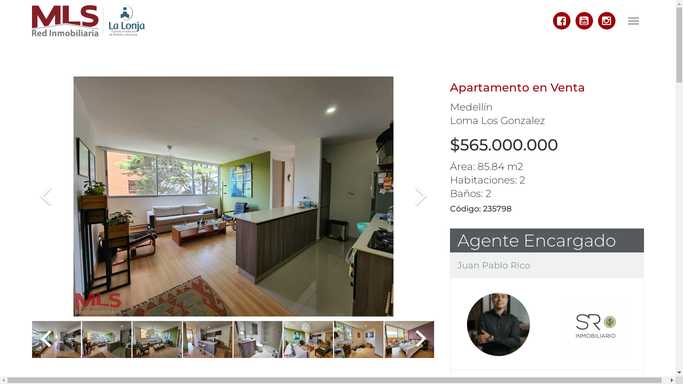 MLS
Red Inmobiliaria
La Lonja
Apartamento en Venta
Medellín
Loma Los Gonzalez
$565.000.000
Área: 85.84 m2
Habitaciones: 2
Baños: 2
Código: 235798
Agente Encargado
Juan Pablo Rico
MLS
SR
INMOBILIARIO